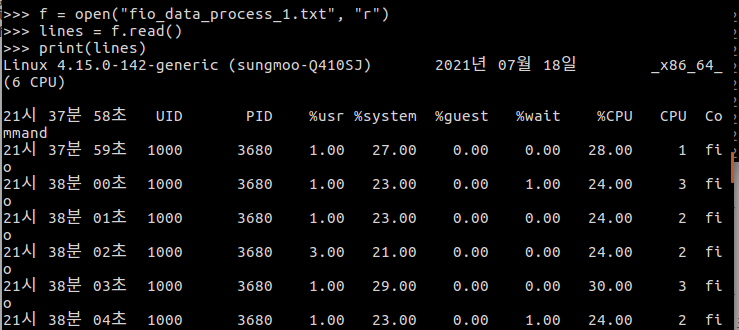 >>> f = open("fio_data_process_1.txt", "r")
>>> lines = f.read()
>>> print(lines)
Linux 4.15.0-142-generic (sungmoo-Q410SJ) 2021년 07월 18일 _x86_64_
(6 CPU)
21시 37분 58초 UID PID %usr %system %guest %wait %CPU CPU Co
mmand
21시 37분 59초 1000 3680 1.00 27.00 0.00 0.00 28.00 1 fi
o
21시 38분 00초 1000 3680 1.00 23.00 0.00 1.00 24.00 3 fi
o
21시 38분 01초 1000 3680 1.00 23.00 0.00 0.00 24.00 2 fi
o
21시 38분 02초 1000 3680 3.00 21.00 0.00 0.00 24.00 2 fi
o
21시 38분 03초 1000 3680 1.00 29.00 0.00 0.00 30.00 3 fi
o
21시 38분 04초 1000 3680 1.00 23.00 0.00 1.00 24.00 2 fi